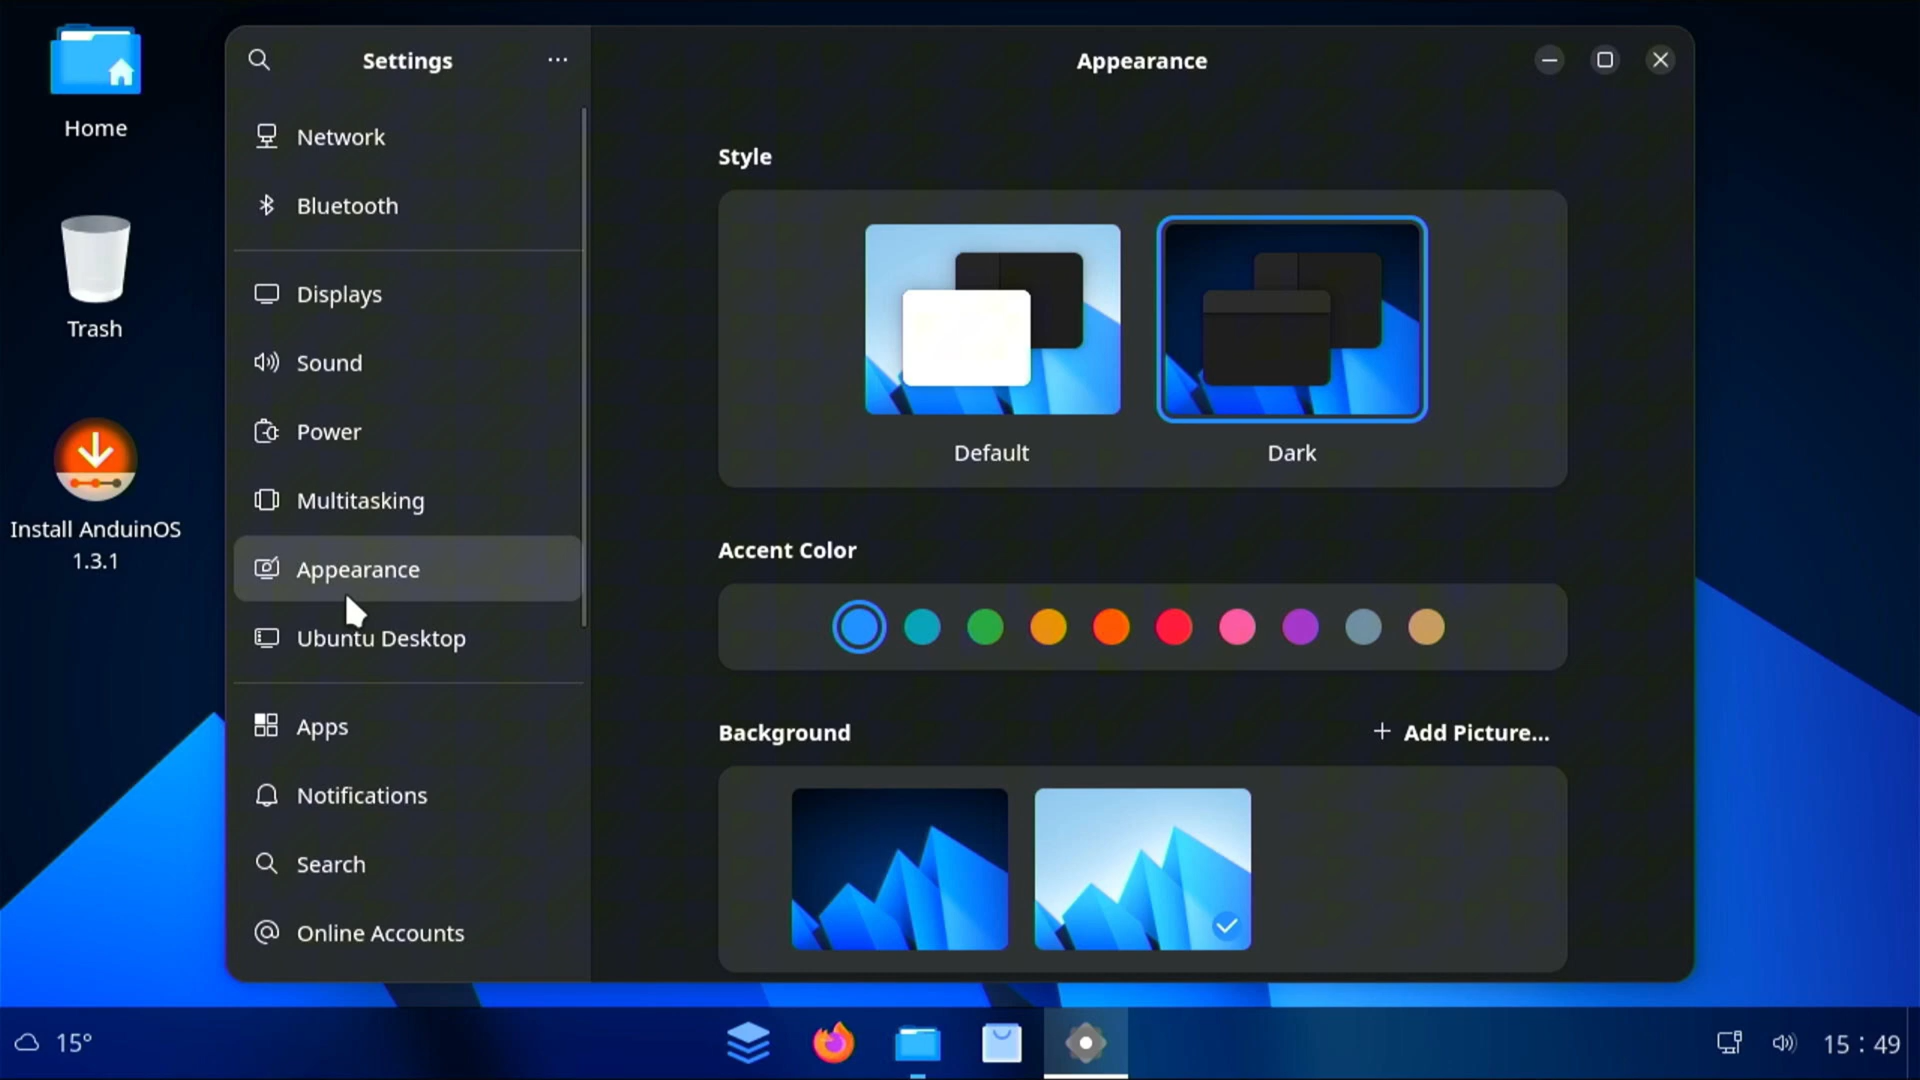 Home
Trash
Install AnduinOS
1.3.1
Settings
Network
Bluetooth
Displays
Sound
Power
Multitasking
Appearance
Ubuntu Desktop
Apps
Notifications
Search
Online Accounts
Appearance
Style
Default
Dark
Accent Color
Background
+ Add Picture...
15°
15 : 49